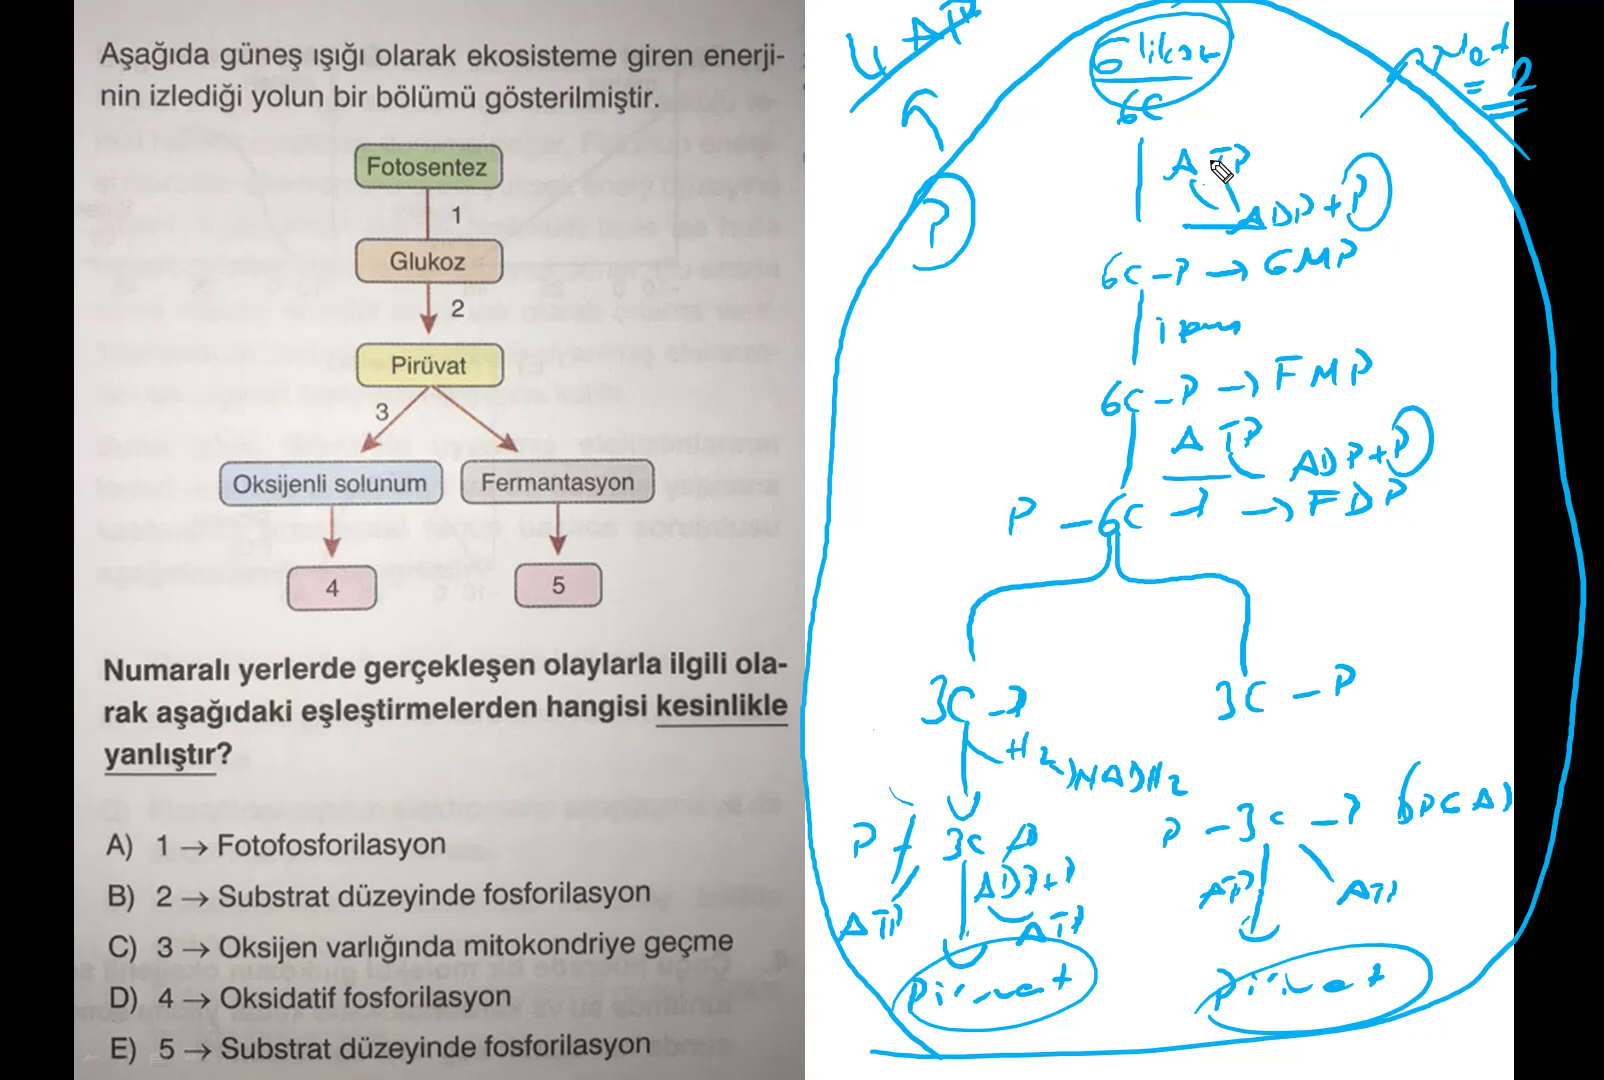 Aşağıda güneş ışığı olarak ekosisteme giren enerji-
nin izlediği yolun bir bölümü gösterilmiştir.
Fotosentez
1
Glukoz
2
Pirüvat
3
Oksijenli solunum
Fermantasyon
4
5
Numaralı yerlerde gerçekleşen olaylarla ilgili ola-
rak aşağıdaki eşleştirmelerden hangisi kesinlikle
yanlıştır?
A) 1 → Fotofosforilasyon
B) 2 → Substrat düzeyinde fosforilasyon
C) 3 → Oksijen varlığında mitokondriye geçme
D) 4 → Oksidatif fosforilasyon
E) 5 → Substrat düzeyinde fosforilasyon
4 ATP
Net = 2
6C
ATP
ADP + P
P
6C - P → GMP
6C - P → FMP
ATP ADP + P
P - 6C - P → FDP
3C - P
3C - P
H2 NADH2
P - 3C - P
P - 3C - P
ADP + P
ATP
ATP
ATP
ATP
Pirüvat
Pirüvat